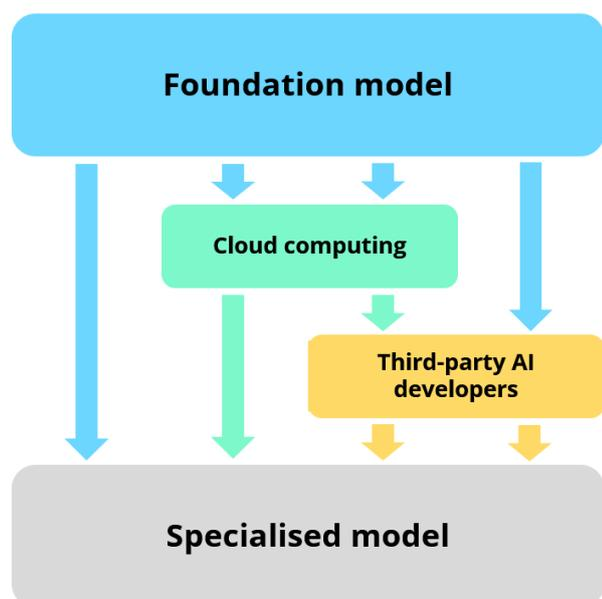 Foundation model
Cloud computing
Third-party AI
developers
Specialised model